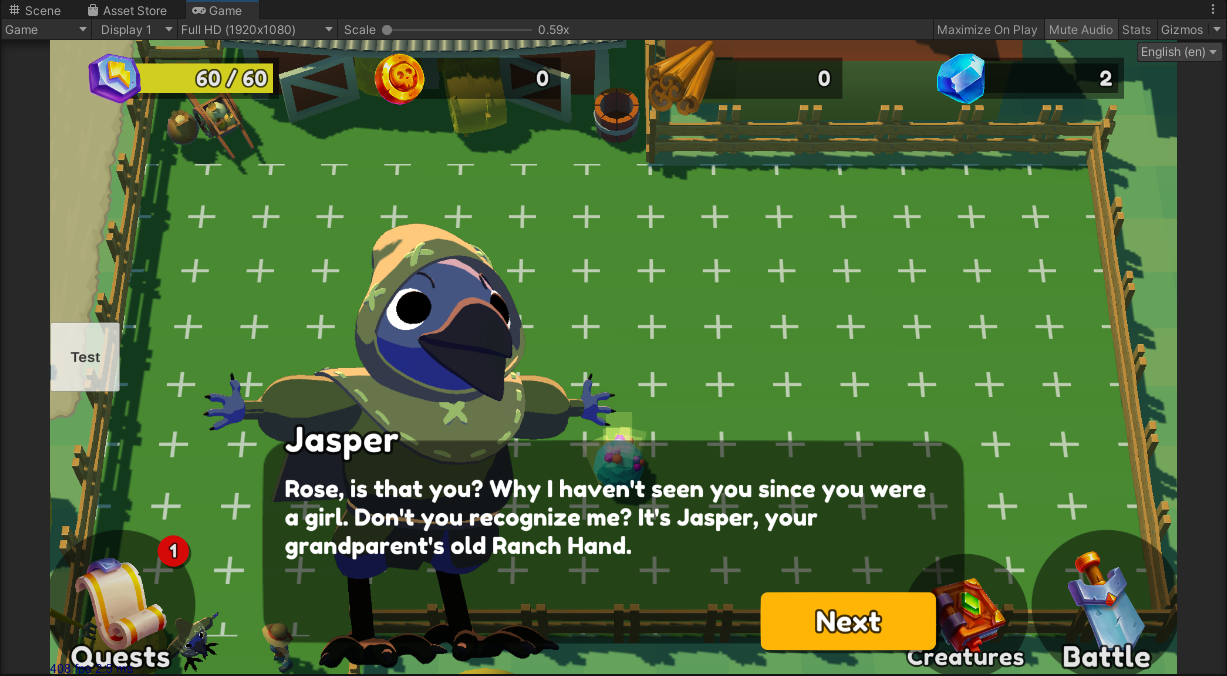 Scene
Asset Store
Game
Game
Display 1
Full HD (1920x1080)
Scale
0.59x
Maximize On Play
Mute Audio
Stats
Gizmos
English (en)
60 / 60
0
0
2
Test
Jasper
Rose, is that you? Why I haven't seen you since you were
a girl. Don't you recognize me? It's Jasper, your
grandparent's old Ranch Hand.
1
Next
Quests
Creatures
Battle